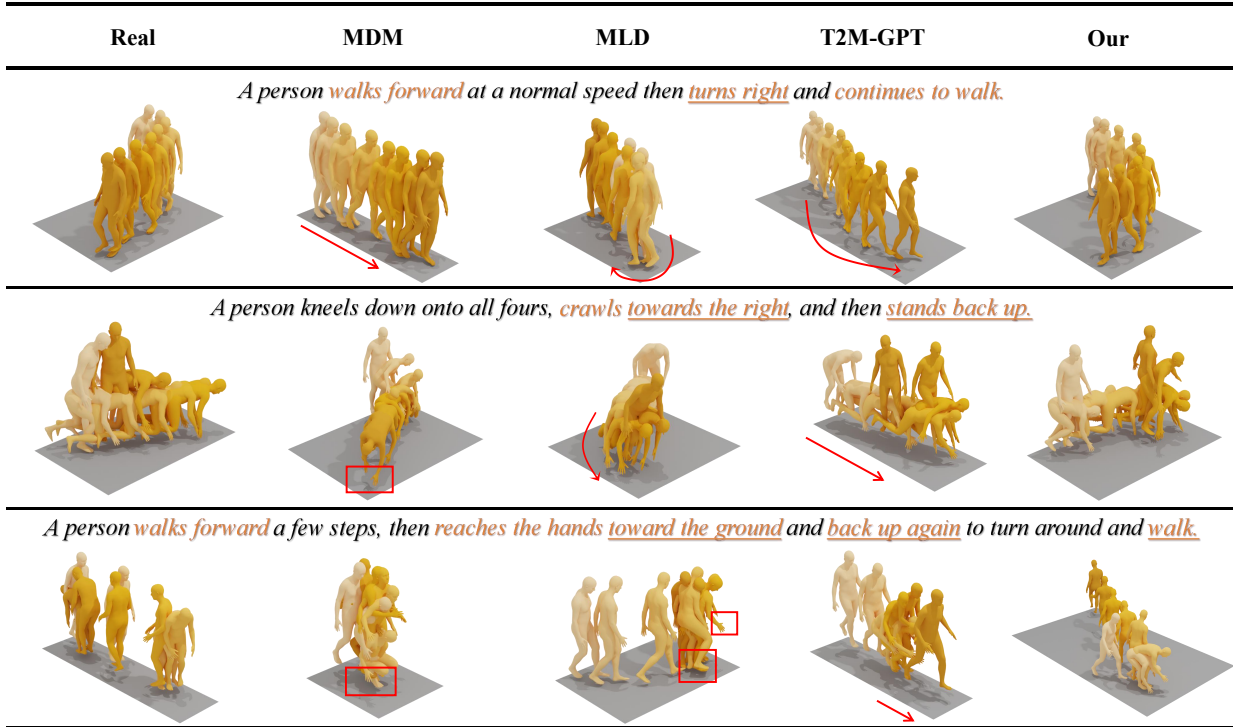 Real MDM MLD T2M-GPT Our
A person walks forward at a normal speed then turns right and continues to walk.
A person kneels down onto all fours, crawls towards the right, and then stands back up.
A person walks forward a few steps, then reaches the hands toward the ground and back up again to turn around and walk.